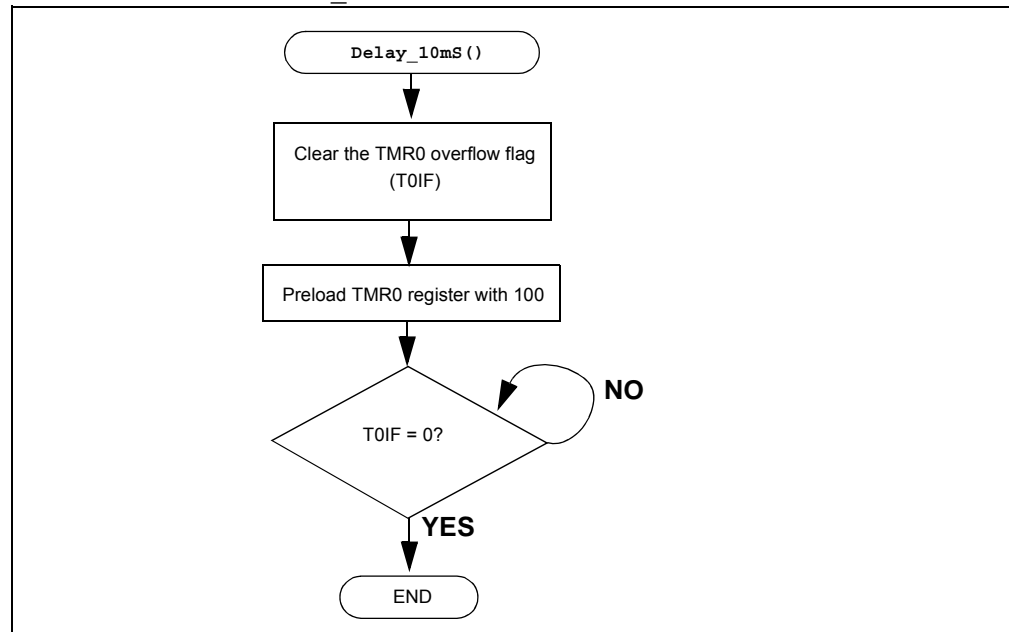 Delay_10mS()
Clear the TMR0 overflow flag
(T0IF)
Preload TMR0 register with 100
T0IF = 0?
NO
YES
END